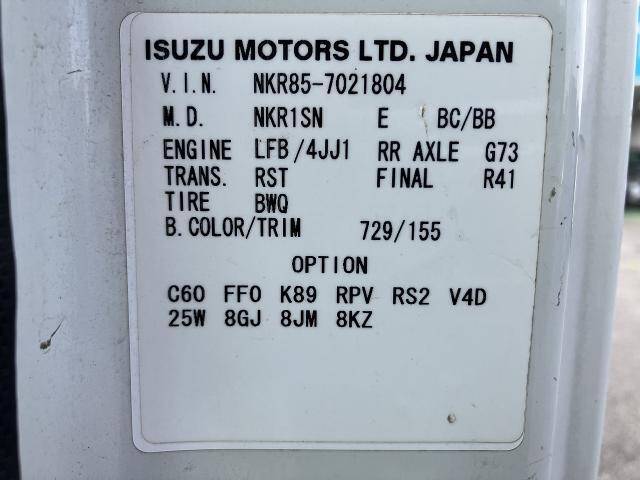 ISUZU MOTORS LTD. JAPAN
V.I.N. NKR85-7021804
M.D. NKR1SN E BC/BB
ENGINE LFB/4JJ1 RR AXLE G73
TRANS. RST FINAL R41
TIRE BWQ
B.COLOR/TRIM 729/155
OPTION
C60 FF0 K89 RPV RS2 V4D
25W 8GJ 8JM 8KZ